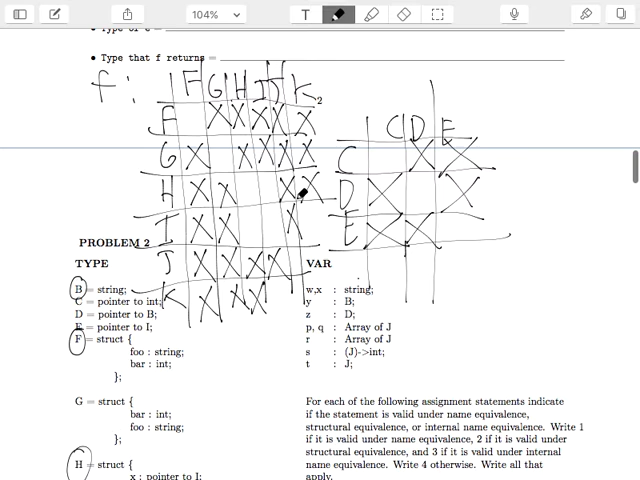 104%
• Type of c =
• Type that f returns =
f:
F G H I J K
2
F X X X X X
G X X X X X
H X X X X
I X X X
J X X X X
K X X X
C D E
C X X
D X X
E X X
PROBLEM 2
TYPE
B = string;
C = pointer to int;
D = pointer to B;
E = pointer to I;
F = struct {
foo : string;
bar : int;
};
G = struct {
bar : int;
foo : string;
};
H = struct {
x : pointer to I;
VAR
w,x : string;
y : B;
z : D;
p, q : Array of J
r : Array of J
s : (J)->int;
t : J;
For each of the following assignment statements indicate
if the statement is valid under name equivalence,
structural equivalence, or internal name equivalence. Write 1
if it is valid under name equivalence, 2 if it is valid under
structural equivalence, and 3 if it is valid under internal
name equivalence. Write 4 otherwise. Write all that
apply.